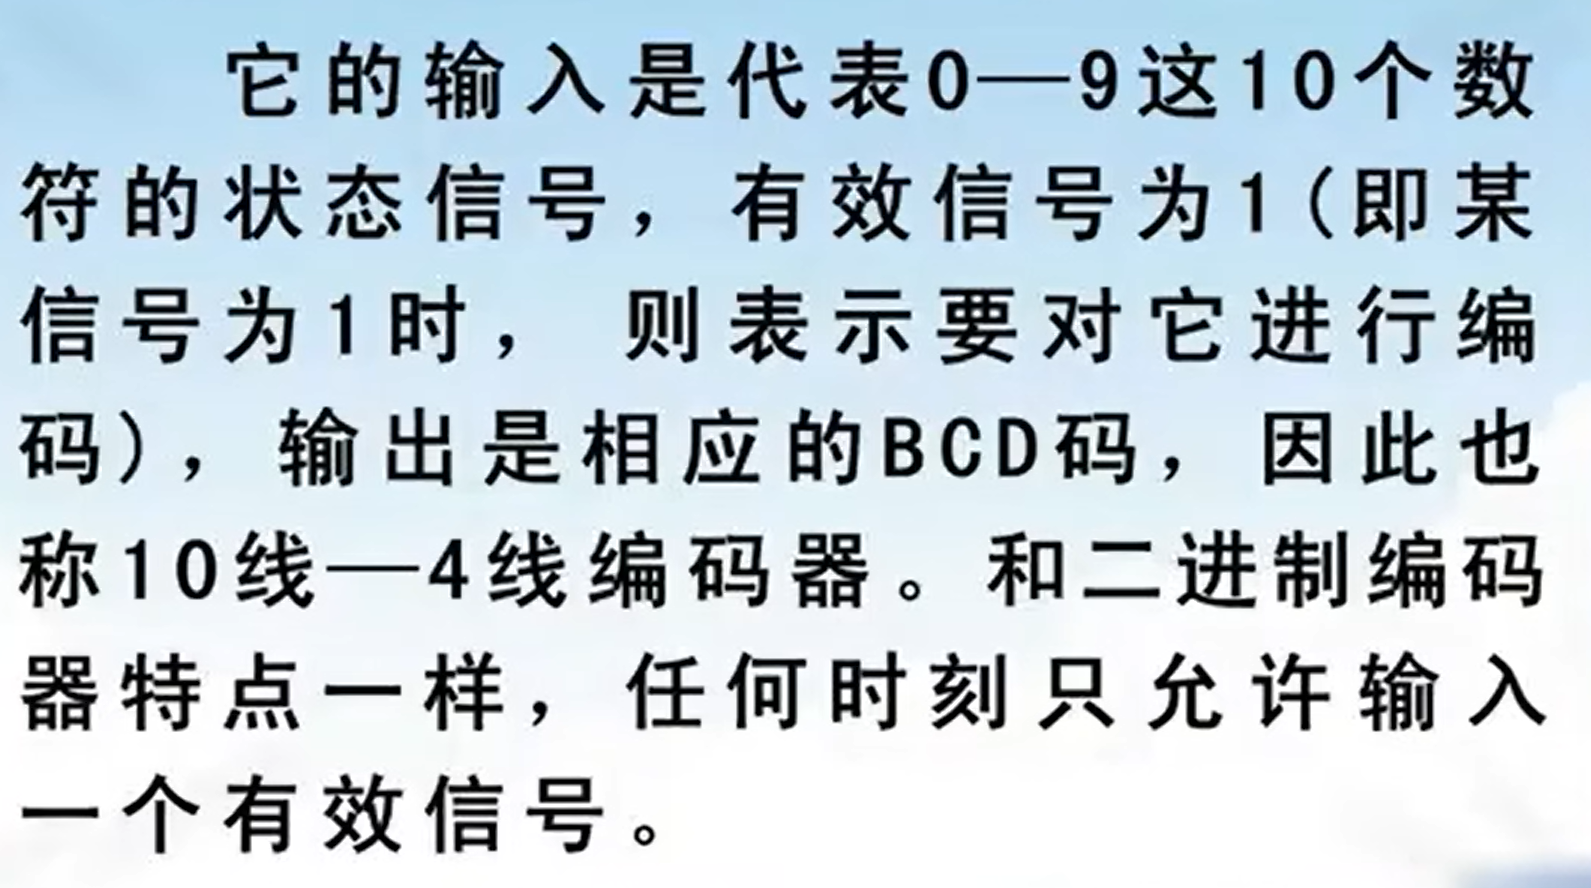 它的输入是代表0—9这10个数
符的状态信号，有效信号为1(即某
信号为1时， 则表示要对它进行编
码)，输出是相应的BCD码，因此也
称10线—4线编码器。和二进制编码
器特点一样，任何时刻只允许输入
一个有效信号。